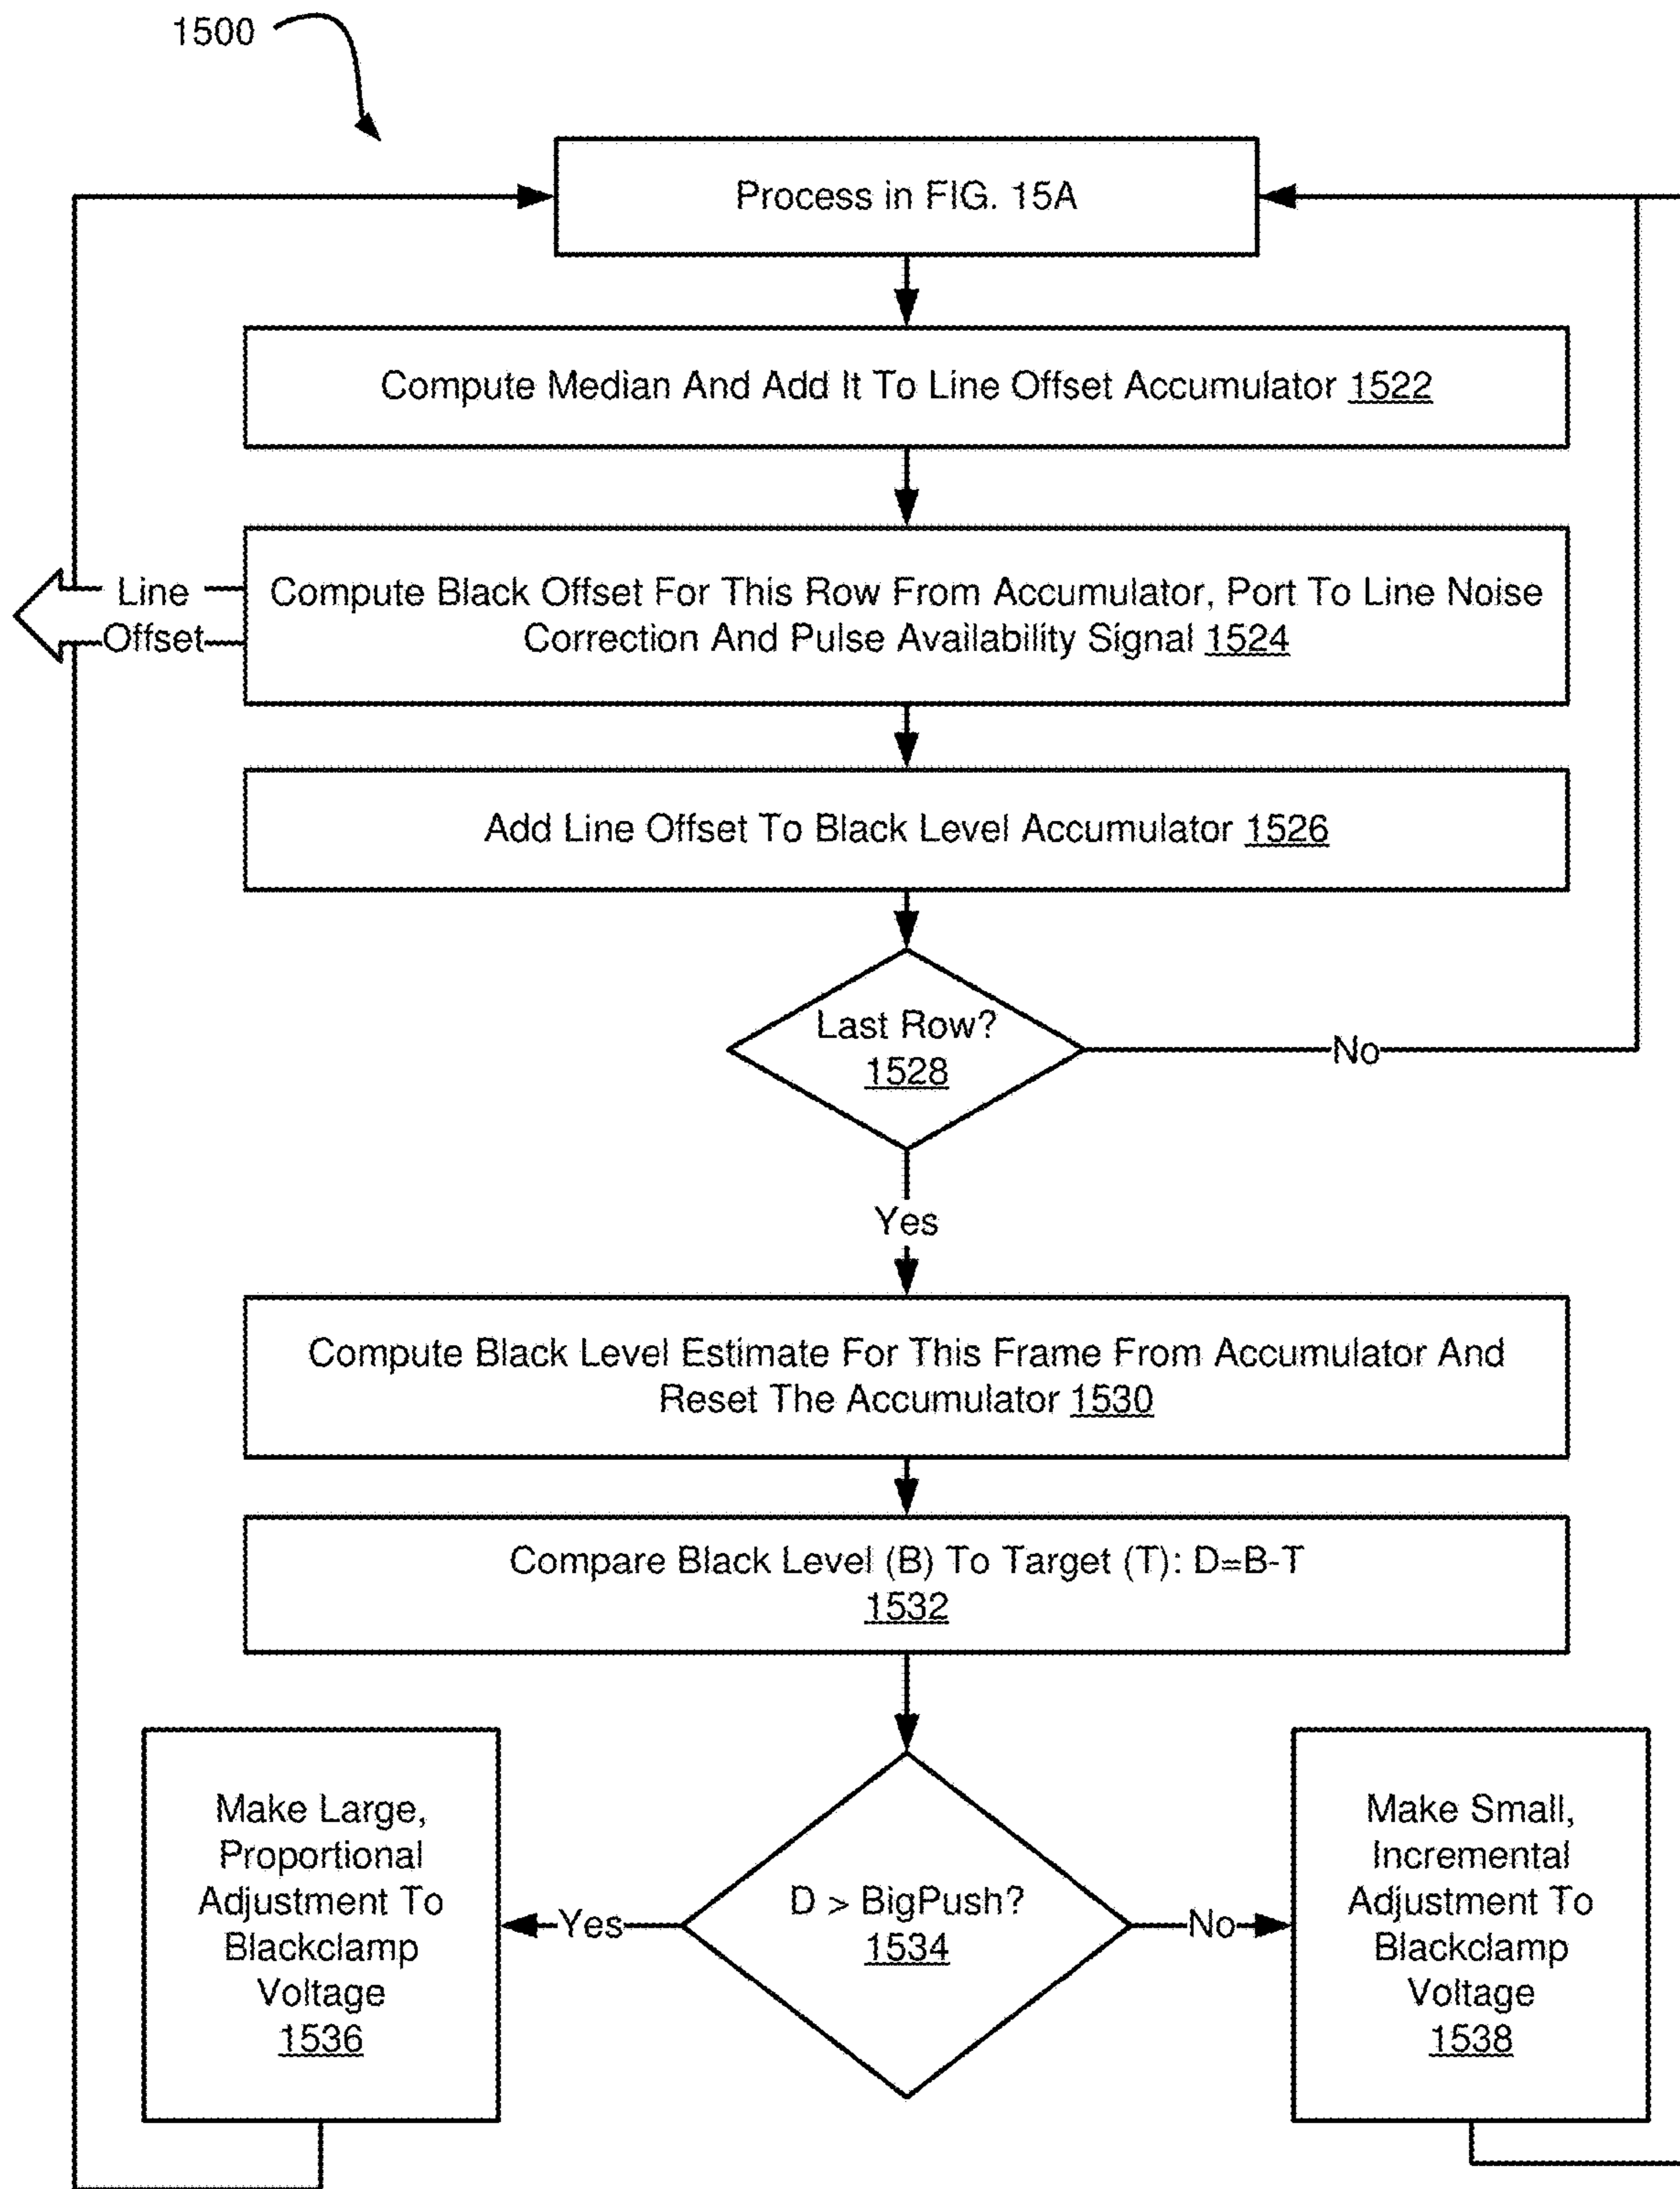 1500
Process in FIG. 15A
Compute Median And Add It To Line Offset Accumulator 1522
Line
Offset
Compute Black Offset For This Row From Accumulator, Port To Line Noise
Correction And Pulse Availability Signal 1524
Add Line Offset To Black Level Accumulator 1526
Last Row?
1528
No
Yes
Compute Black Level Estimate For This Frame From Accumulator And
Reset The Accumulator 1530
Compare Black Level (B) To Target (T): D=B-T
1532
Make Large,
Proportional
Adjustment To
Blackclamp
Voltage
1536
Yes
D > BigPush?
1534
No
Make Small,
Incremental
Adjustment To
Blackclamp
Voltage
1538